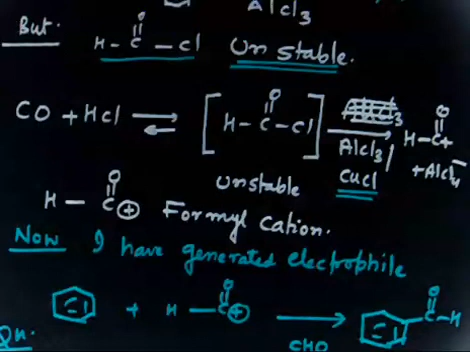 AlCl3
But. H-C(=O)-Cl Unstable.
CO + HCl ⇌ [H-C(=O)-Cl] → H-C(=O)+
AlCl3/ + AlCl4-
Unstable CuCl
H-C(=O)⊕ Formyl Cation.
Now I have generated electrophile
+ H-C(=O)⊕ → C(=O)-H
CHO
Qn.